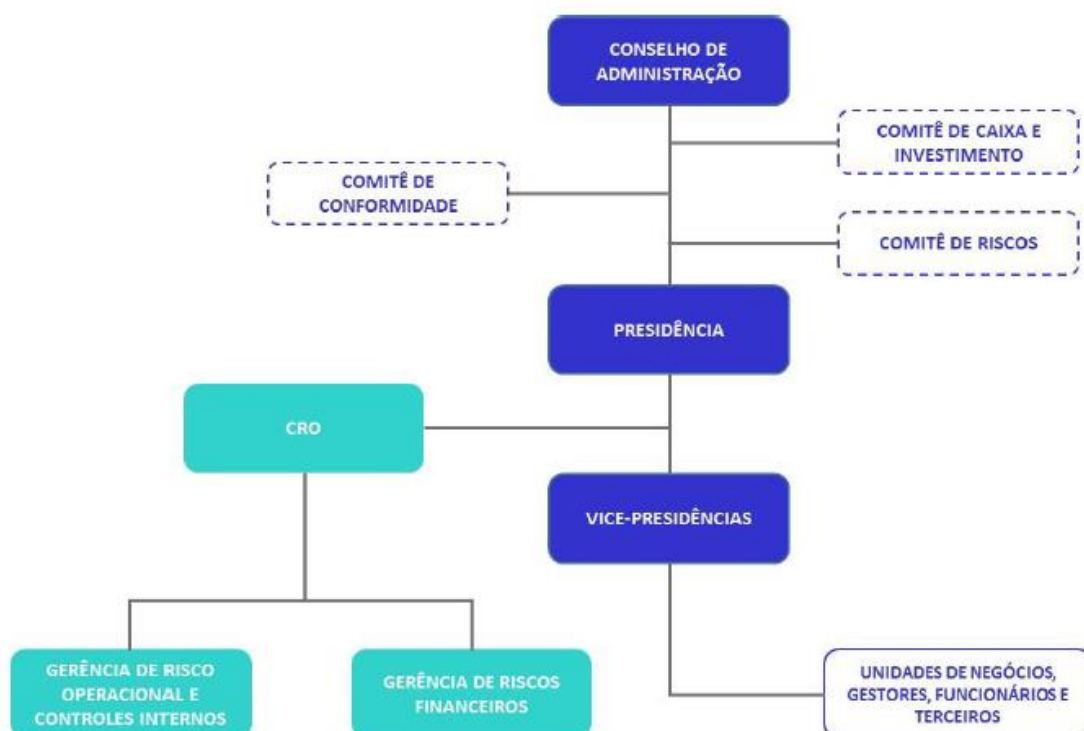 CONSELHO DE
ADMINISTRAÇÃO
COMITÊ DE CAIXA E
INVESTIMENTO
COMITÊ DE
CONFORMIDADE
COMITÊ DE RISCOS
PRESIDÊNCIA
CRO
VICE-PRESIDÊNCIAS
GERÊNCIA DE RISCO
OPERACIONAL E
CONTROLES INTERNOS
GERÊNCIA DE RISCOS
FINANCEIROS
UNIDADES DE NEGÓCIOS,
GESTORES, FUNCIONÁRIOS E
TERCEIROS